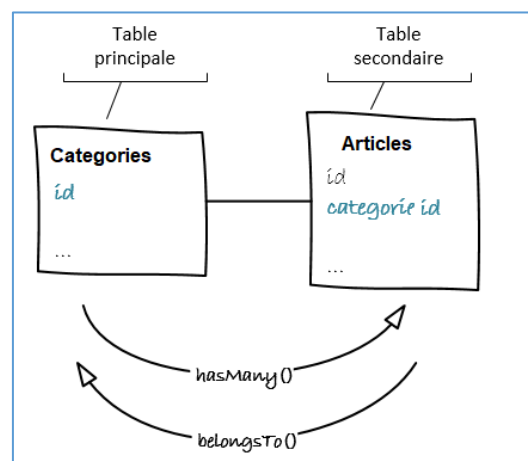 Table
principale
Table
secondaire
Categories
id
...
Articles
id
categorie id
...
hasMany()
belongsTo()